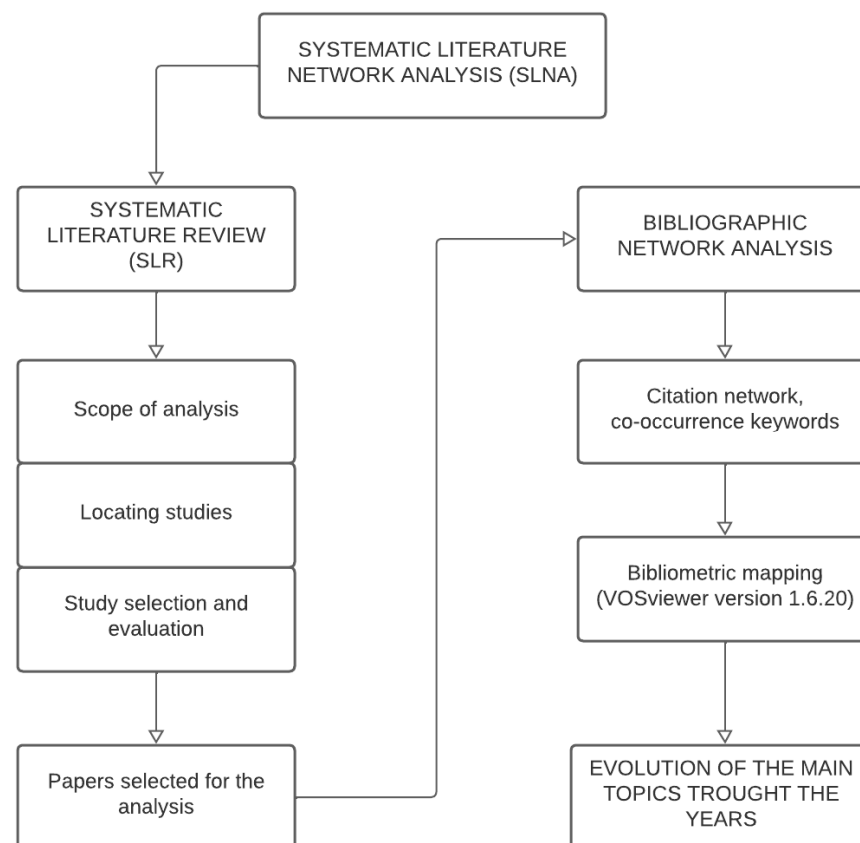 SYSTEMATIC LITERATURE
NETWORK ANALYSIS (SLNA)
SYSTEMATIC
LITERATURE REVIEW
(SLR)
Scope of analysis
Locating studies
Study selection and
evaluation
Papers selected for the
analysis
BIBLIOGRAPHIC
NETWORK ANALYSIS
Citation network,
co-occurrence keywords
Bibliometric mapping
(VOSviewer version 1.6.20)
EVOLUTION OF THE MAIN
TOPICS TROUGHT THE
YEARS